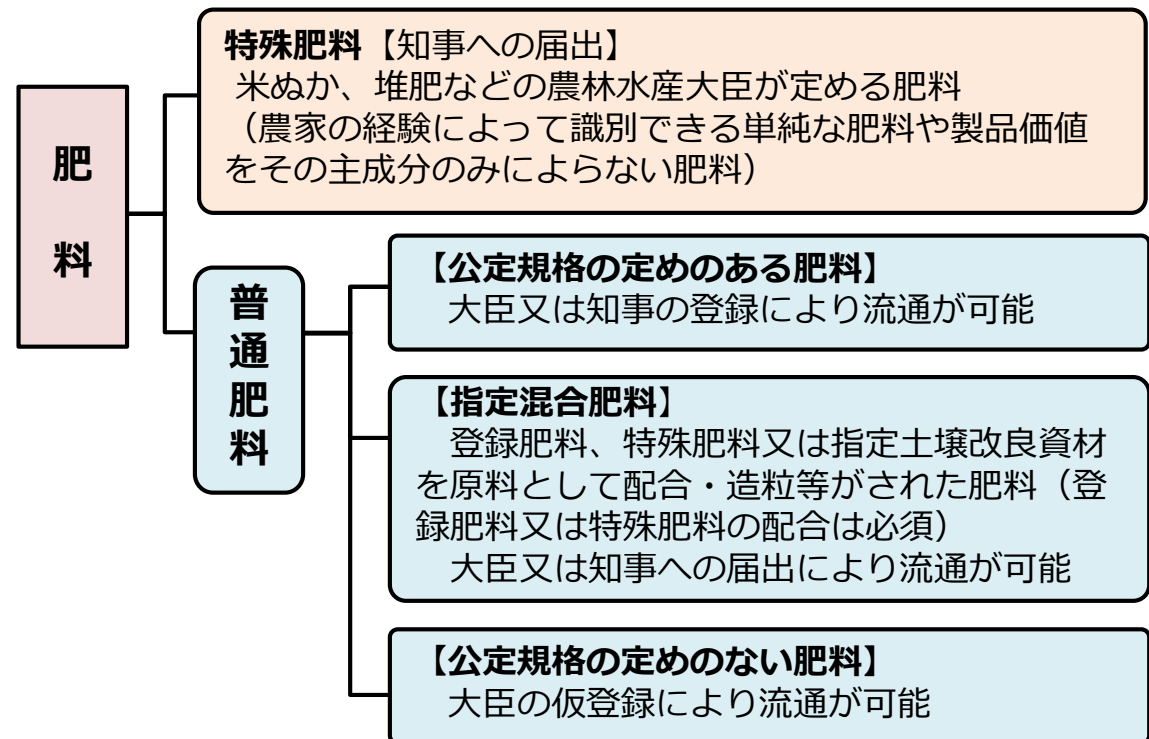 肥料
特殊肥料【知事への届出】
米ぬか、堆肥などの農林水産大臣が定める肥料
（農家の経験によって識別できる単純な肥料や製品価値
をその主成分のみによらない肥料）
普通肥料
【公定規格の定めのある肥料】
大臣又は知事の登録により流通が可能
【指定混合肥料】
登録肥料、特殊肥料又は指定土壌改良資材
を原料として配合・造粒等がされた肥料（登
録肥料又は特殊肥料の配合は必須）
大臣又は知事への届出により流通が可能
【公定規格の定めのない肥料】
大臣の仮登録により流通が可能